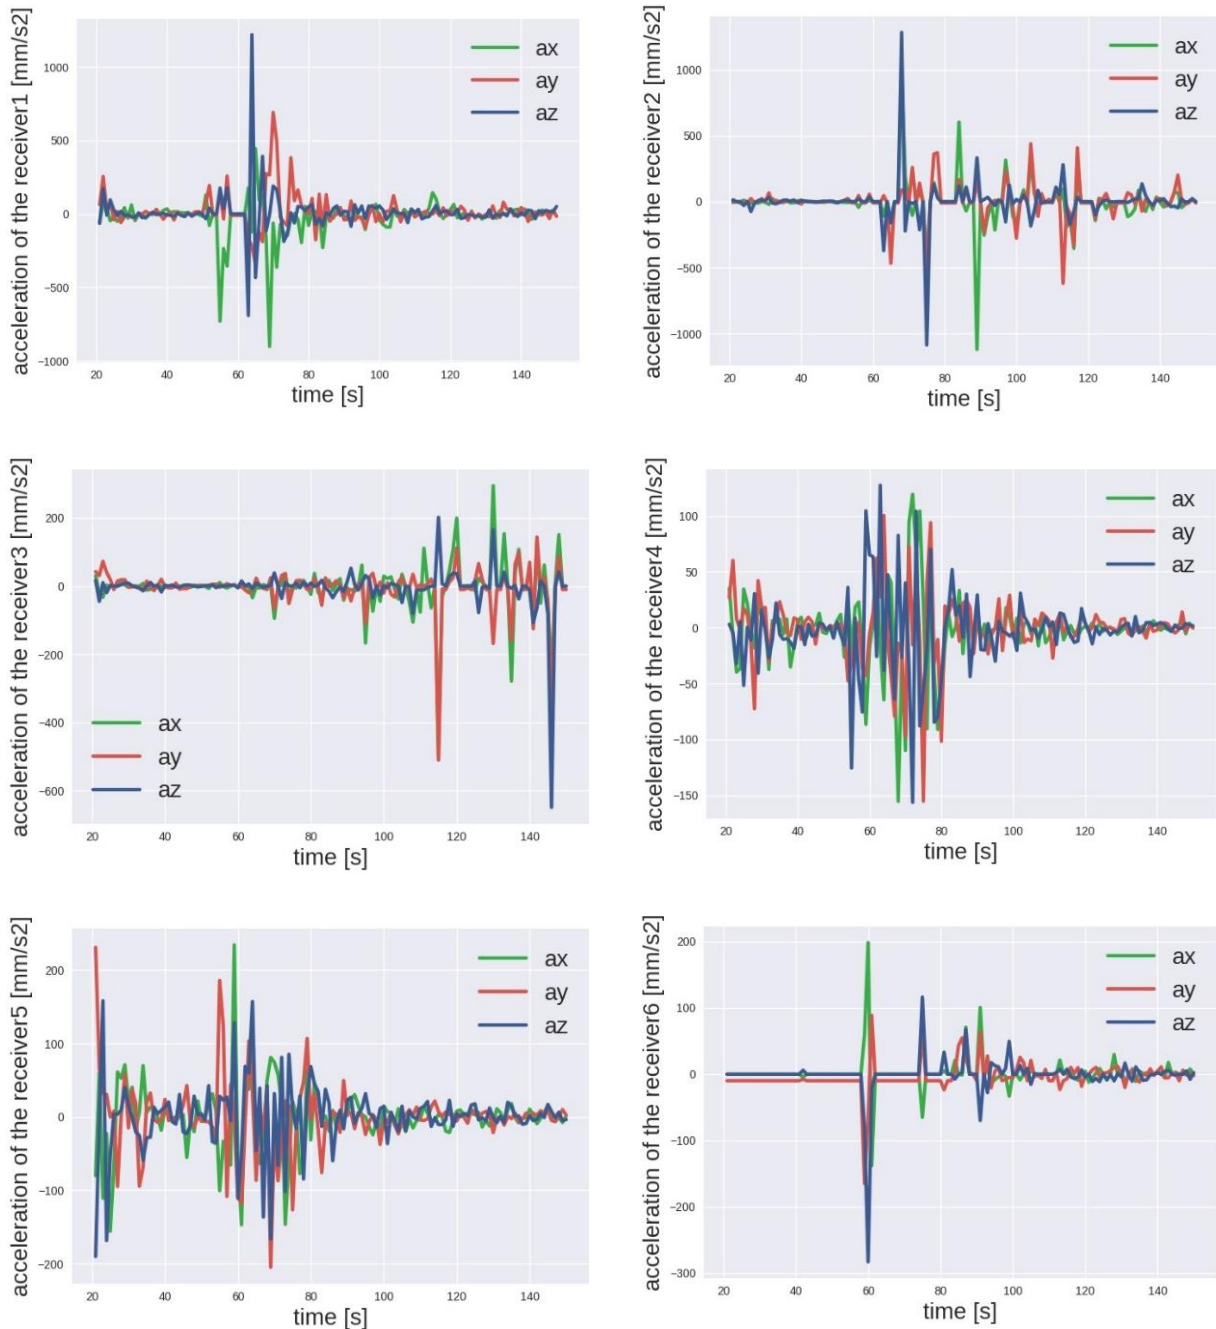 acceleration of the receiver1 [mm/s2]
1000
500
0
−500
−1000
ax
ay
az
20 40 60 80 100 120 140
time [s]
acceleration of the receiver2 [mm/s2]
1000
500
0
−500
−1000
ax
ay
az
20 40 60 80 100 120 140
time [s]
acceleration of the receiver3 [mm/s2]
200
0
−200
−400
−600
ax
ay
az
20 40 60 80 100 120 140
time [s]
acceleration of the receiver4 [mm/s2]
100
50
0
−50
−100
−150
ax
ay
az
20 40 60 80 100 120 140
time [s]
acceleration of the receiver5 [mm/s2]
200
100
0
−100
−200
ax
ay
az
20 40 60 80 100 120 140
time [s]
acceleration of the receiver6 [mm/s2]
200
100
0
−100
−200
−300
ax
ay
az
20 40 60 80 100 120 140
time [s]